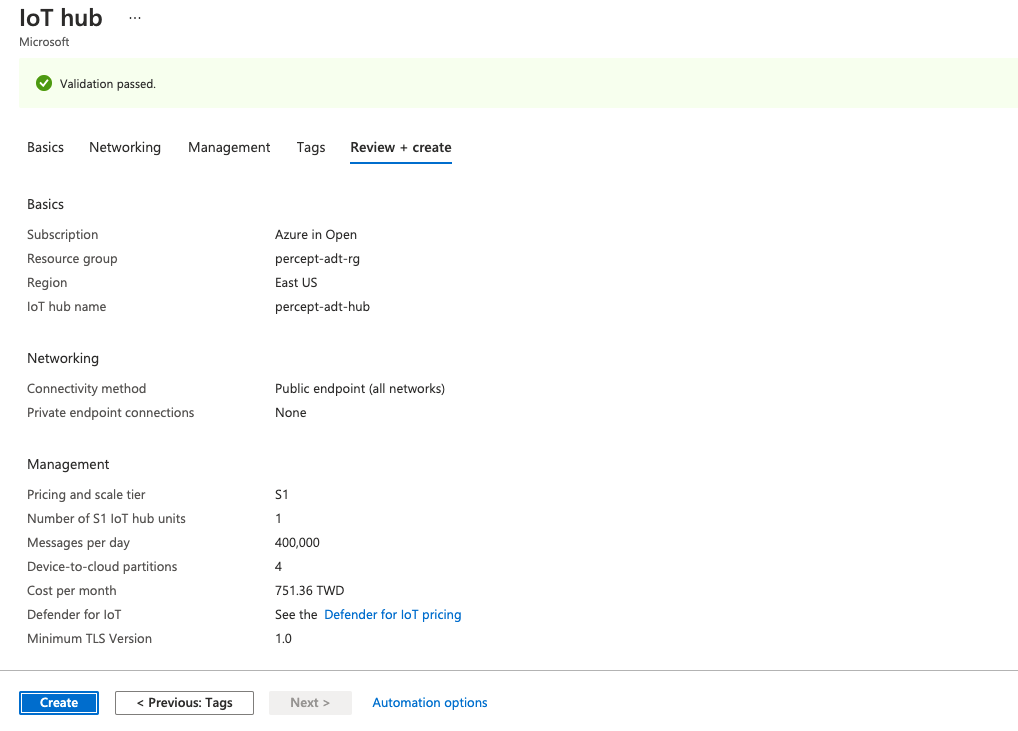 IoT hub ...
Microsoft
Validation passed.
Basics Networking Management Tags Review + create
Basics
Subscription Azure in Open
Resource group percept-adt-rg
Region East US
IoT hub name percept-adt-hub
Networking
Connectivity method Public endpoint (all networks)
Private endpoint connections None
Management
Pricing and scale tier S1
Number of S1 IoT hub units 1
Messages per day 400,000
Device-to-cloud partitions 4
Cost per month 751.36 TWD
Defender for IoT See the Defender for IoT pricing
Minimum TLS Version 1.0
Create < Previous: Tags Next > Automation options